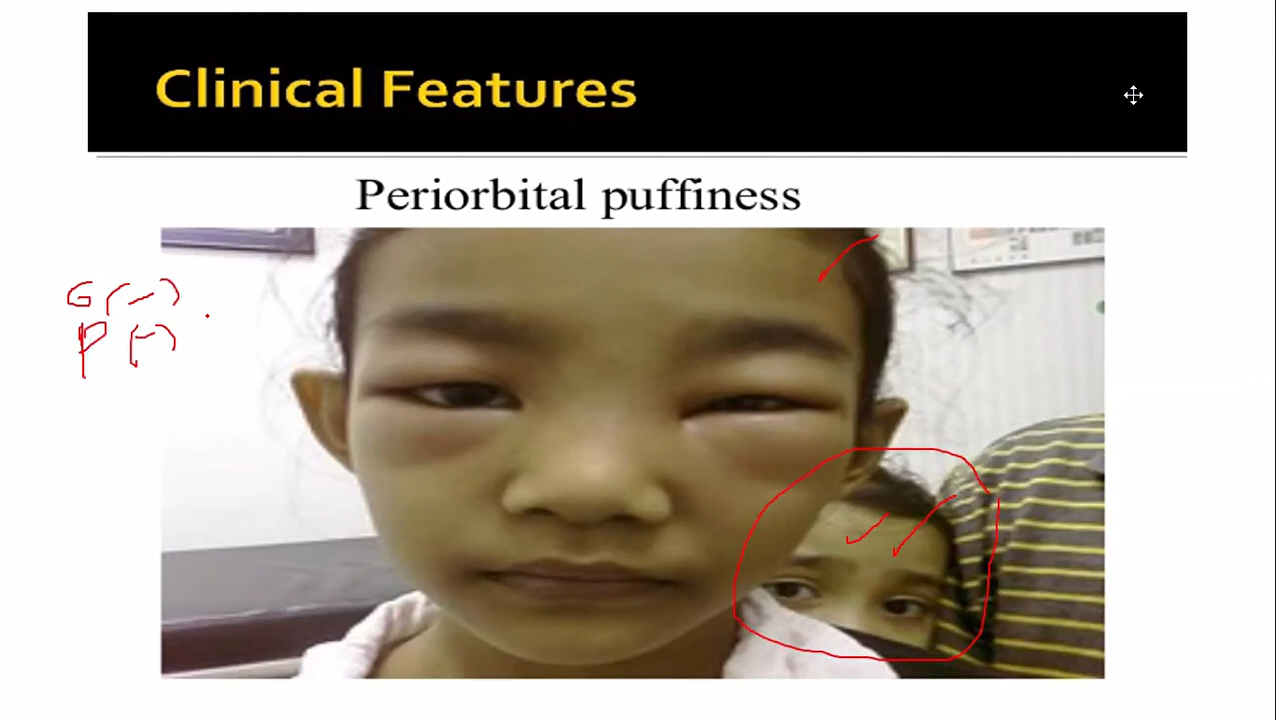 Clinical Features
Periorbital puffiness
G (-)
P (-)